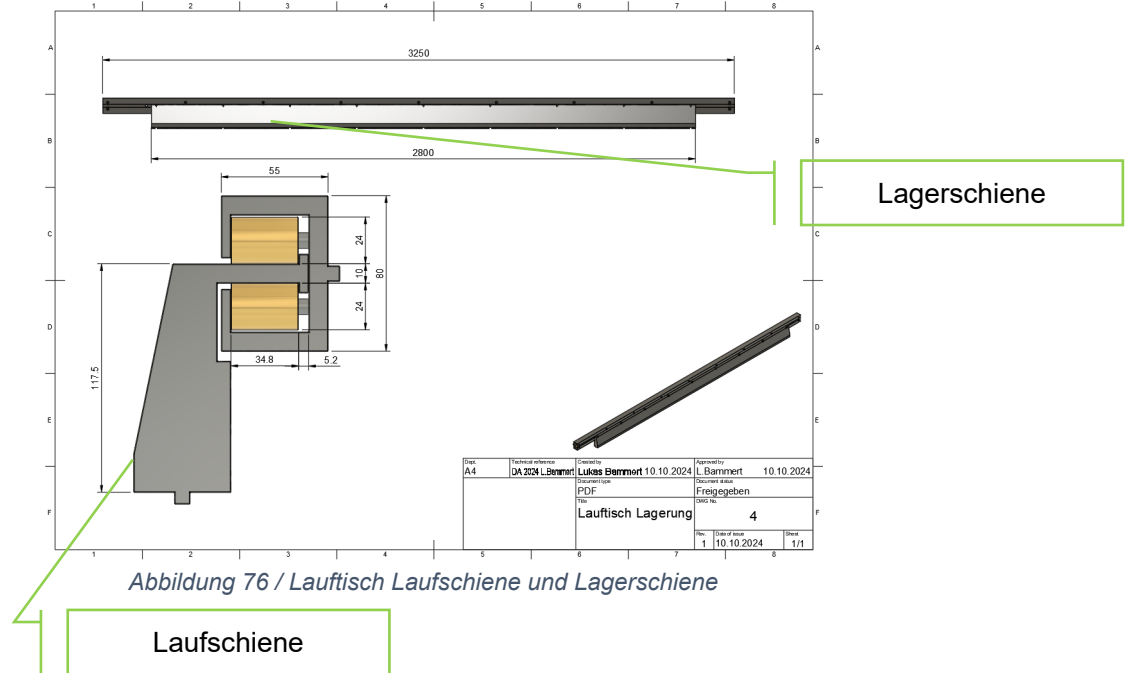 1 2 3 4 5 6 7 8
A A
3250
B B
2800
Lagerschiene
55
C C
24
10
80
24
D D
34.8 5.2
117.5
E E
Dept. Technical reference Created by Approved by
A4 DA 2024 L.Bammert Lukas Bammert 10.10.2024 L.Bammert 10.10.2024
Document type Document status
PDF Freigegeben
Title DWG No.
Lauftisch Lagerung 4
F F
Rev. Date of issue Sheet
1 10.10.2024 1/1
1 2 3 4 5 6 7 8
Abbildung 76 / Lauftisch Laufschiene und Lagerschiene
Laufschiene